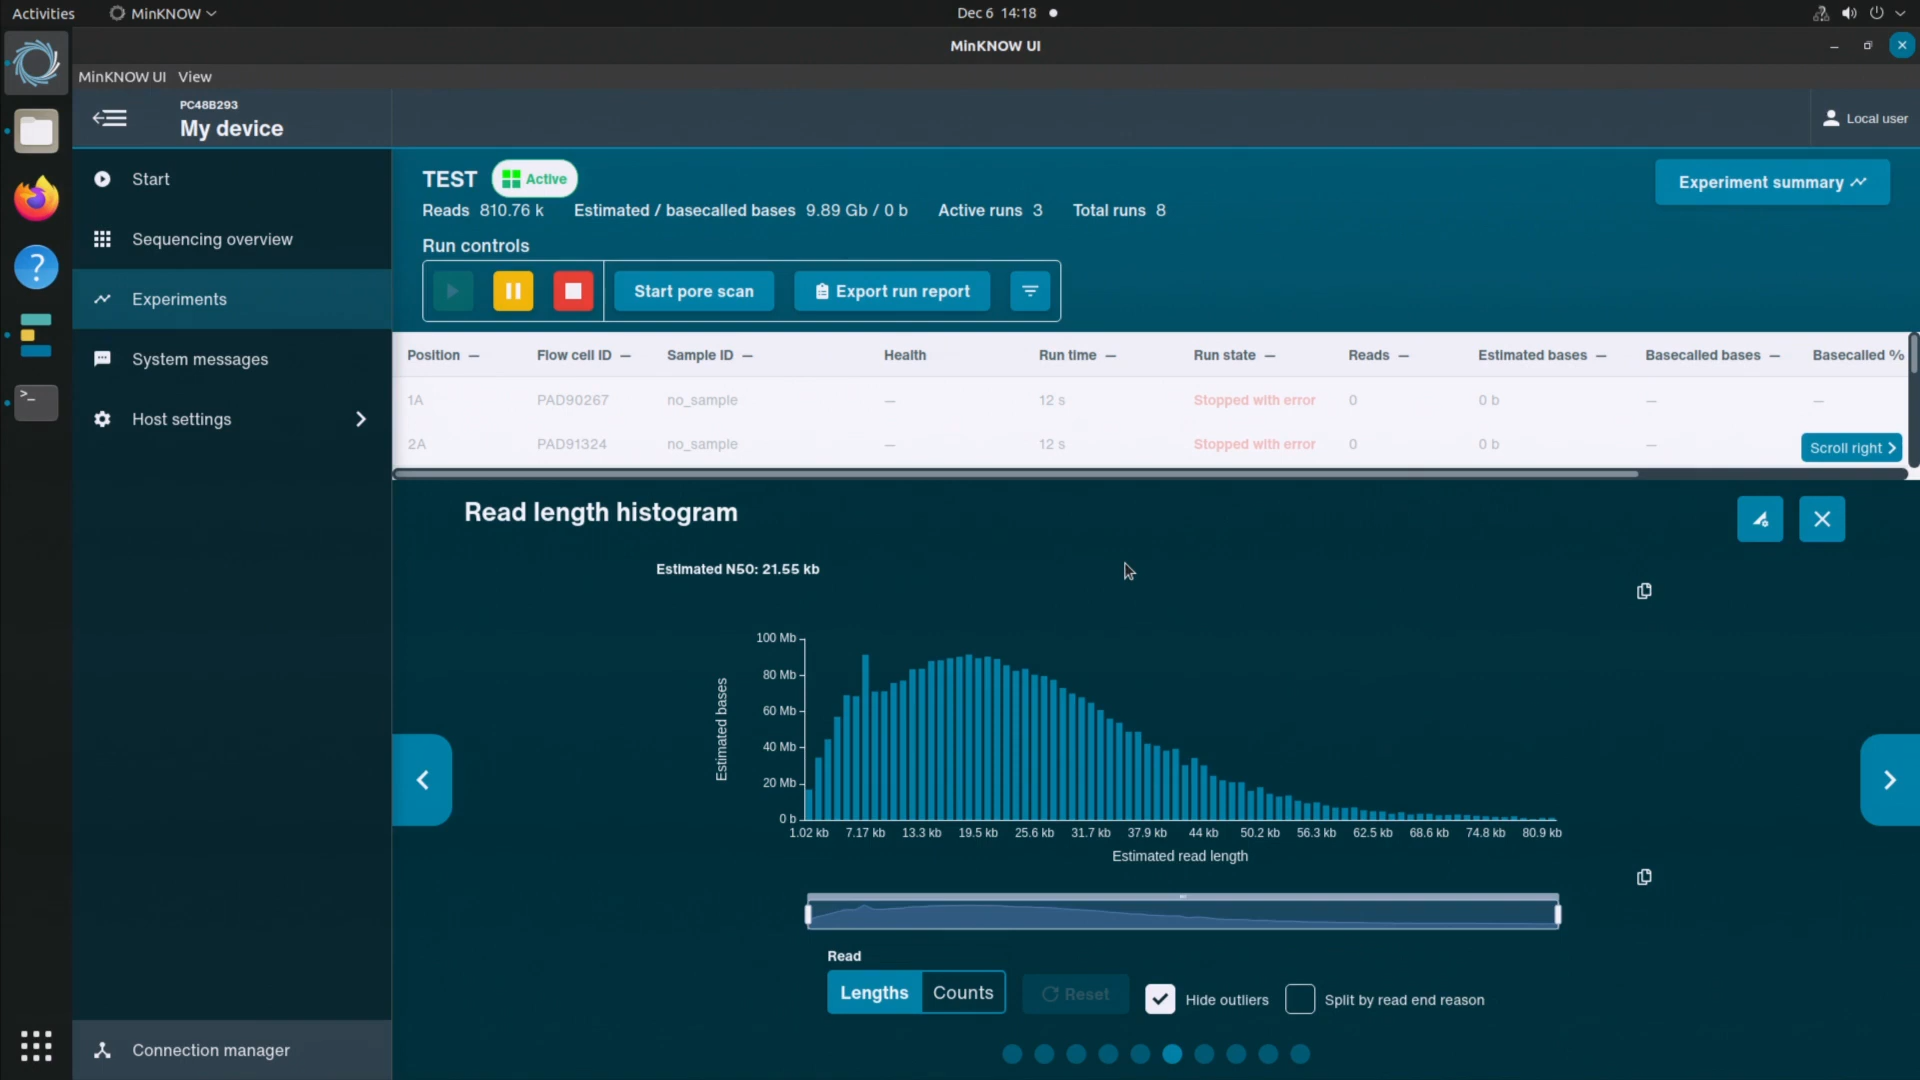 Activities MinKNOW Dec 6 14:18
MinKNOW UI
MinKNOW UI View
PC48B293
My device
Local user
Start
Sequencing overview
Experiments
System messages
Host settings
Connection manager
TEST Active
Experiment summary
Reads 810.76 k Estimated / basecalled bases 9.89 Gb / 0 b Active runs 3 Total runs 8
Run controls
Start pore scan Export run report
Position — Flow cell ID — Sample ID — Health Run time — Run state — Reads — Estimated bases — Basecalled bases — Basecalled %
1A PAD90267 no_sample — 12 s Stopped with error 0 0 b — —
2A PAD91324 no_sample — 12 s Stopped with error 0 0 b —
Scroll right
Read length histogram
Estimated N50: 21.55 kb
100 Mb
80 Mb
60 Mb
40 Mb
20 Mb
0 b
Estimated bases
1.02 kb 7.17 kb 13.3 kb 19.5 kb 25.6 kb 31.7 kb 37.9 kb 44 kb 50.2 kb 56.3 kb 62.5 kb 68.6 kb 74.8 kb 80.9 kb
Estimated read length
Read
Lengths Counts Reset Hide outliers Split by read end reason